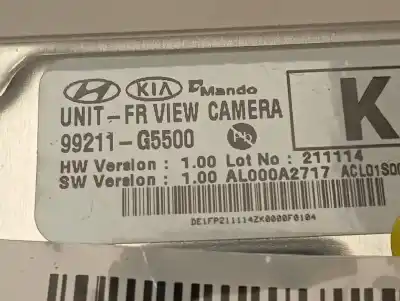 KIA Mando
UNIT-FR VIEW CAMERA
99211-G5500
K
HW Version : 1.00 Lot No : 211114
SW Version : 1.00 AL000A2717
DE1FP211114ZK0000F0104